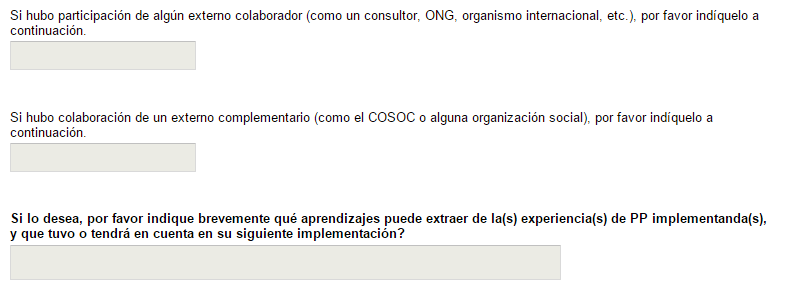 Si hubo participación de algún externo colaborador (como un consultor, ONG, organismo internacional, etc.), por favor indíquelo a
continuación.
Si hubo colaboración de un externo complementario (como el COSOC o alguna organización social), por favor indíquelo a
continuación.
Si lo desea, por favor indique brevemente qué aprendizajes puede extraer de la(s) experiencia(s) de PP implementanda(s),
y que tuvo o tendrá en cuenta en su siguiente implementación?